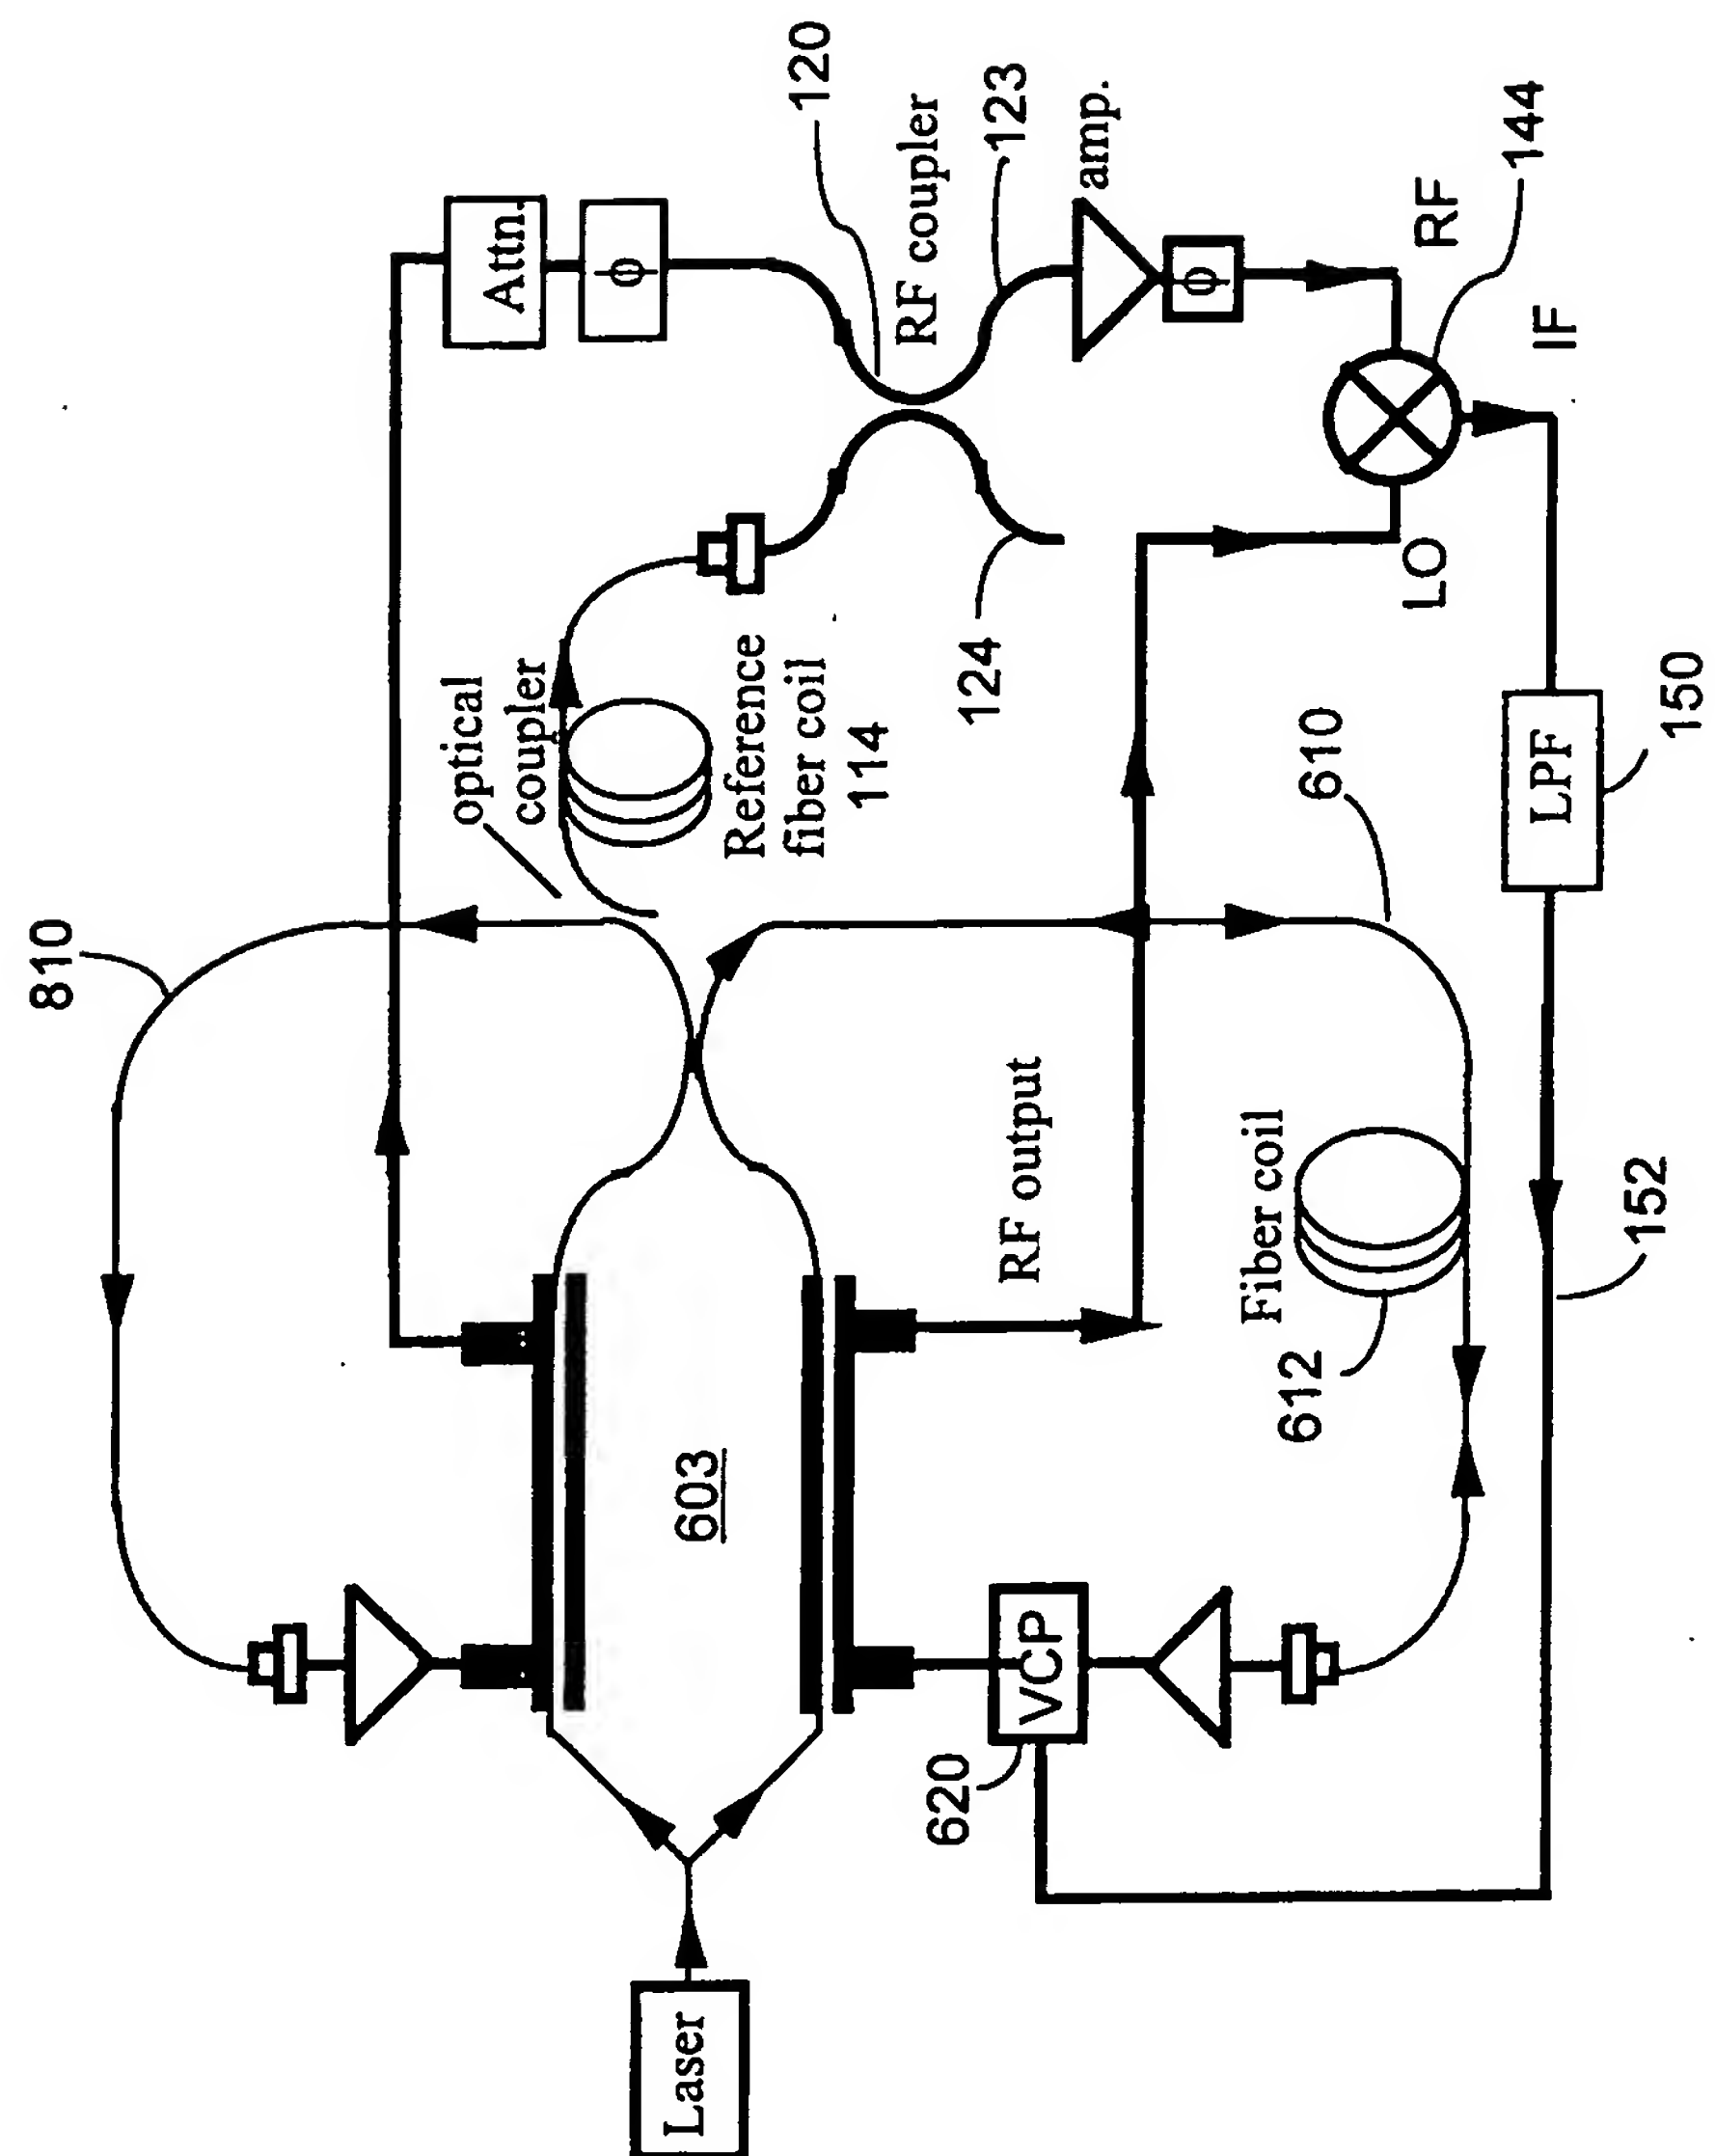 810
120
Attn.
ϕ
RF coupler
123
amp.
ϕ
optical
coupler
Reference
fiber coil
114
124
RF
144
IF
LO
603
RF output
610
Fiber coil
612
LPF
150
152
VCP
620
Laser